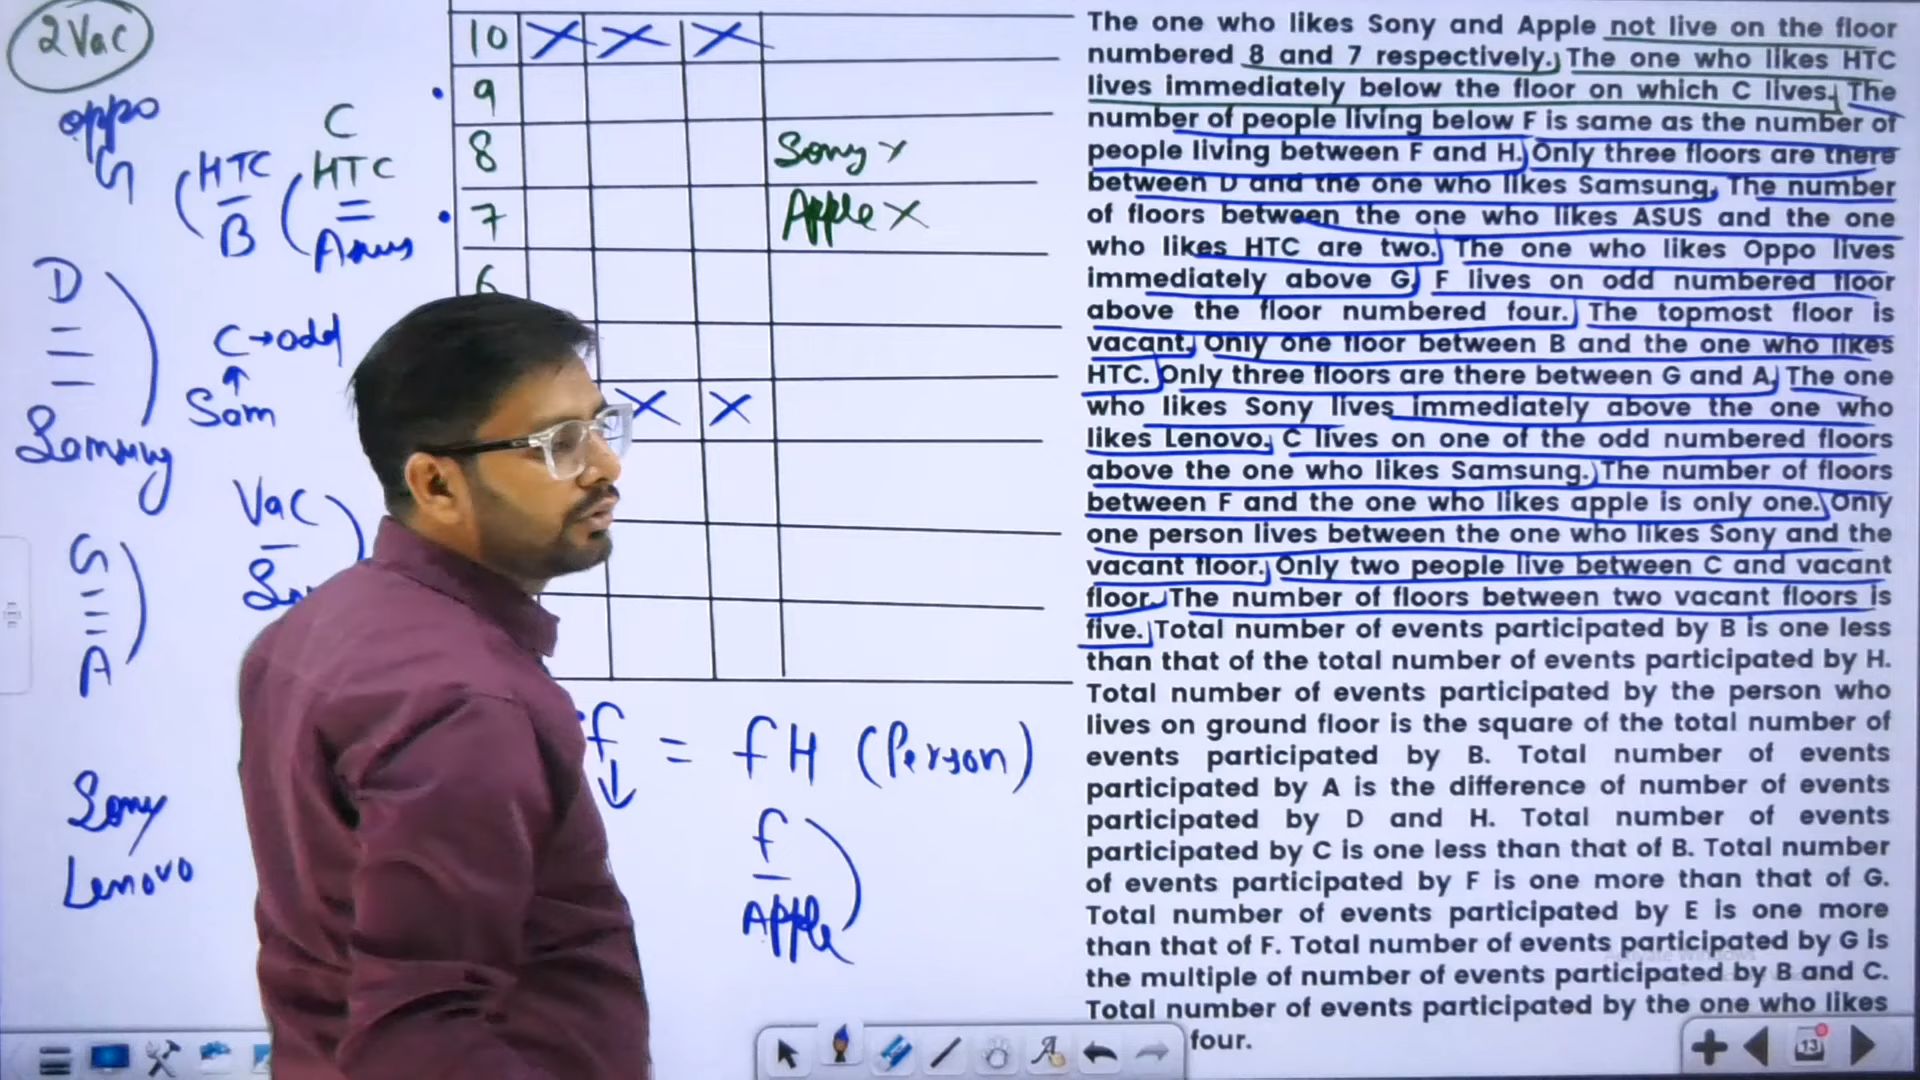 2 Vac
oppo
G
HTC
B
C
HTC
=
Asus
D
Samsung
C → odd
Sam
G
A
Vac
Sony
Lenovo
10 X X X
9
8 Sony x
7 Apple X
6
X X
f = f H (Person)
f
Apple
The one who likes Sony and Apple not live on the floor
numbered 8 and 7 respectively. The one who likes HTC
lives immediately below the floor on which C lives. The
number of people living below F is same as the number of
people living between F and H. Only three floors are there
between D and the one who likes Samsung. The number
of floors between the one who likes ASUS and the one
who likes HTC are two. The one who likes Oppo lives
immediately above G. F lives on odd numbered floor
above the floor numbered four. The topmost floor is
vacant. Only one floor between B and the one who likes
HTC. Only three floors are there between G and A. The one
who likes Sony lives immediately above the one who
likes Lenovo. C lives on one of the odd numbered floors
above the one who likes Samsung. The number of floors
between F and the one who likes apple is only one. Only
one person lives between the one who likes Sony and the
vacant floor. Only two people live between C and vacant
floor. The number of floors between two vacant floors is
five. Total number of events participated by B is one less
than that of the total number of events participated by H.
Total number of events participated by the person who
lives on ground floor is the square of the total number of
events participated by B. Total number of events
participated by A is the difference of number of events
participated by D and H. Total number of events
participated by C is one less than that of B. Total number
of events participated by F is one more than that of G.
Total number of events participated by E is one more
than that of F. Total number of events participated by G is
the multiple of number of events participated by B and C.
Total number of events participated by the one who likes
four.
13